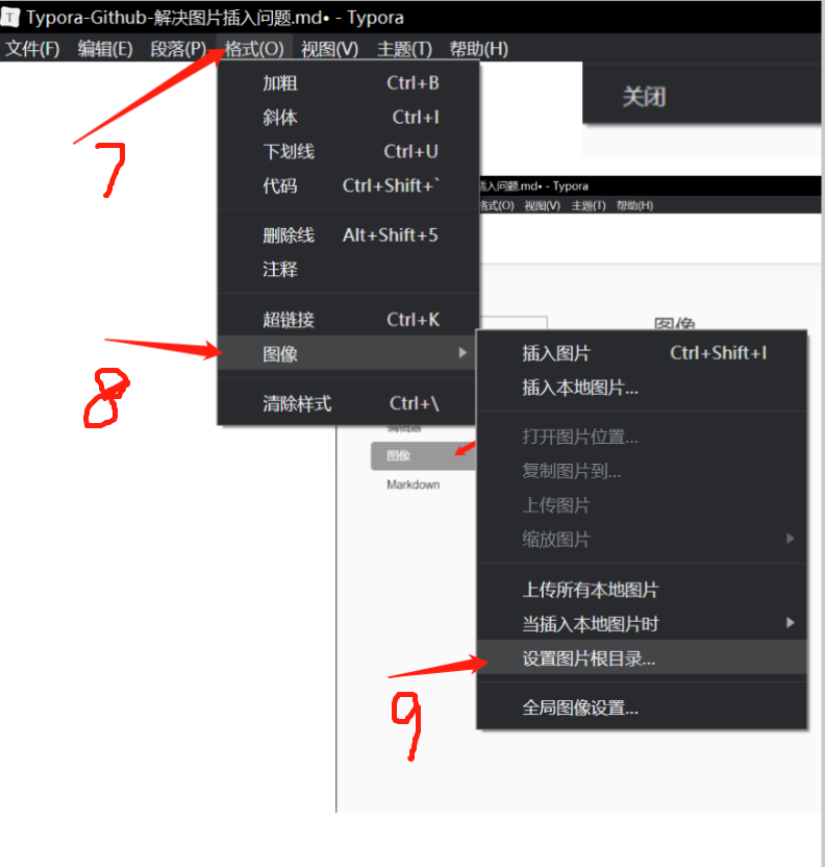 Typora-Github-解决图片插入问题.md• - Typora
文件(F) 编辑(E) 段落(P) 格式(O) 视图(V) 主题(T) 帮助(H)
加粗 Ctrl+B
斜体 Ctrl+I
下划线 Ctrl+U
代码 Ctrl+Shift+`
删除线 Alt+Shift+5
注释
超链接 Ctrl+K
图像
清除样式 Ctrl+\
7
8
关闭
插入问题.md• - Typora
格式(O) 视图(V) 主题(T) 帮助(H)
图像
编辑器
图像
Markdown
插入图片 Ctrl+Shift+I
插入本地图片...
打开图片位置...
复制图片到...
上传图片
缩放图片
上传所有本地图片
当插入本地图片时
设置图片根目录...
全局图像设置...
9